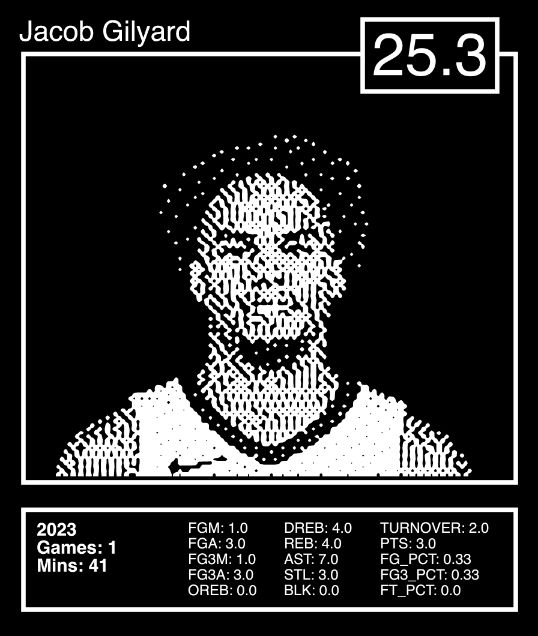 Jacob Gilyard
25.3
2023
Games: 1
Mins: 41
FGM: 1.0
FGA: 3.0
FG3M: 1.0
FG3A: 3.0
OREB: 0.0
DREB: 4.0
REB: 4.0
AST: 7.0
STL: 3.0
BLK: 0.0
TURNOVER: 2.0
PTS: 3.0
FG_PCT: 0.33
FG3_PCT: 0.33
FT_PCT: 0.0